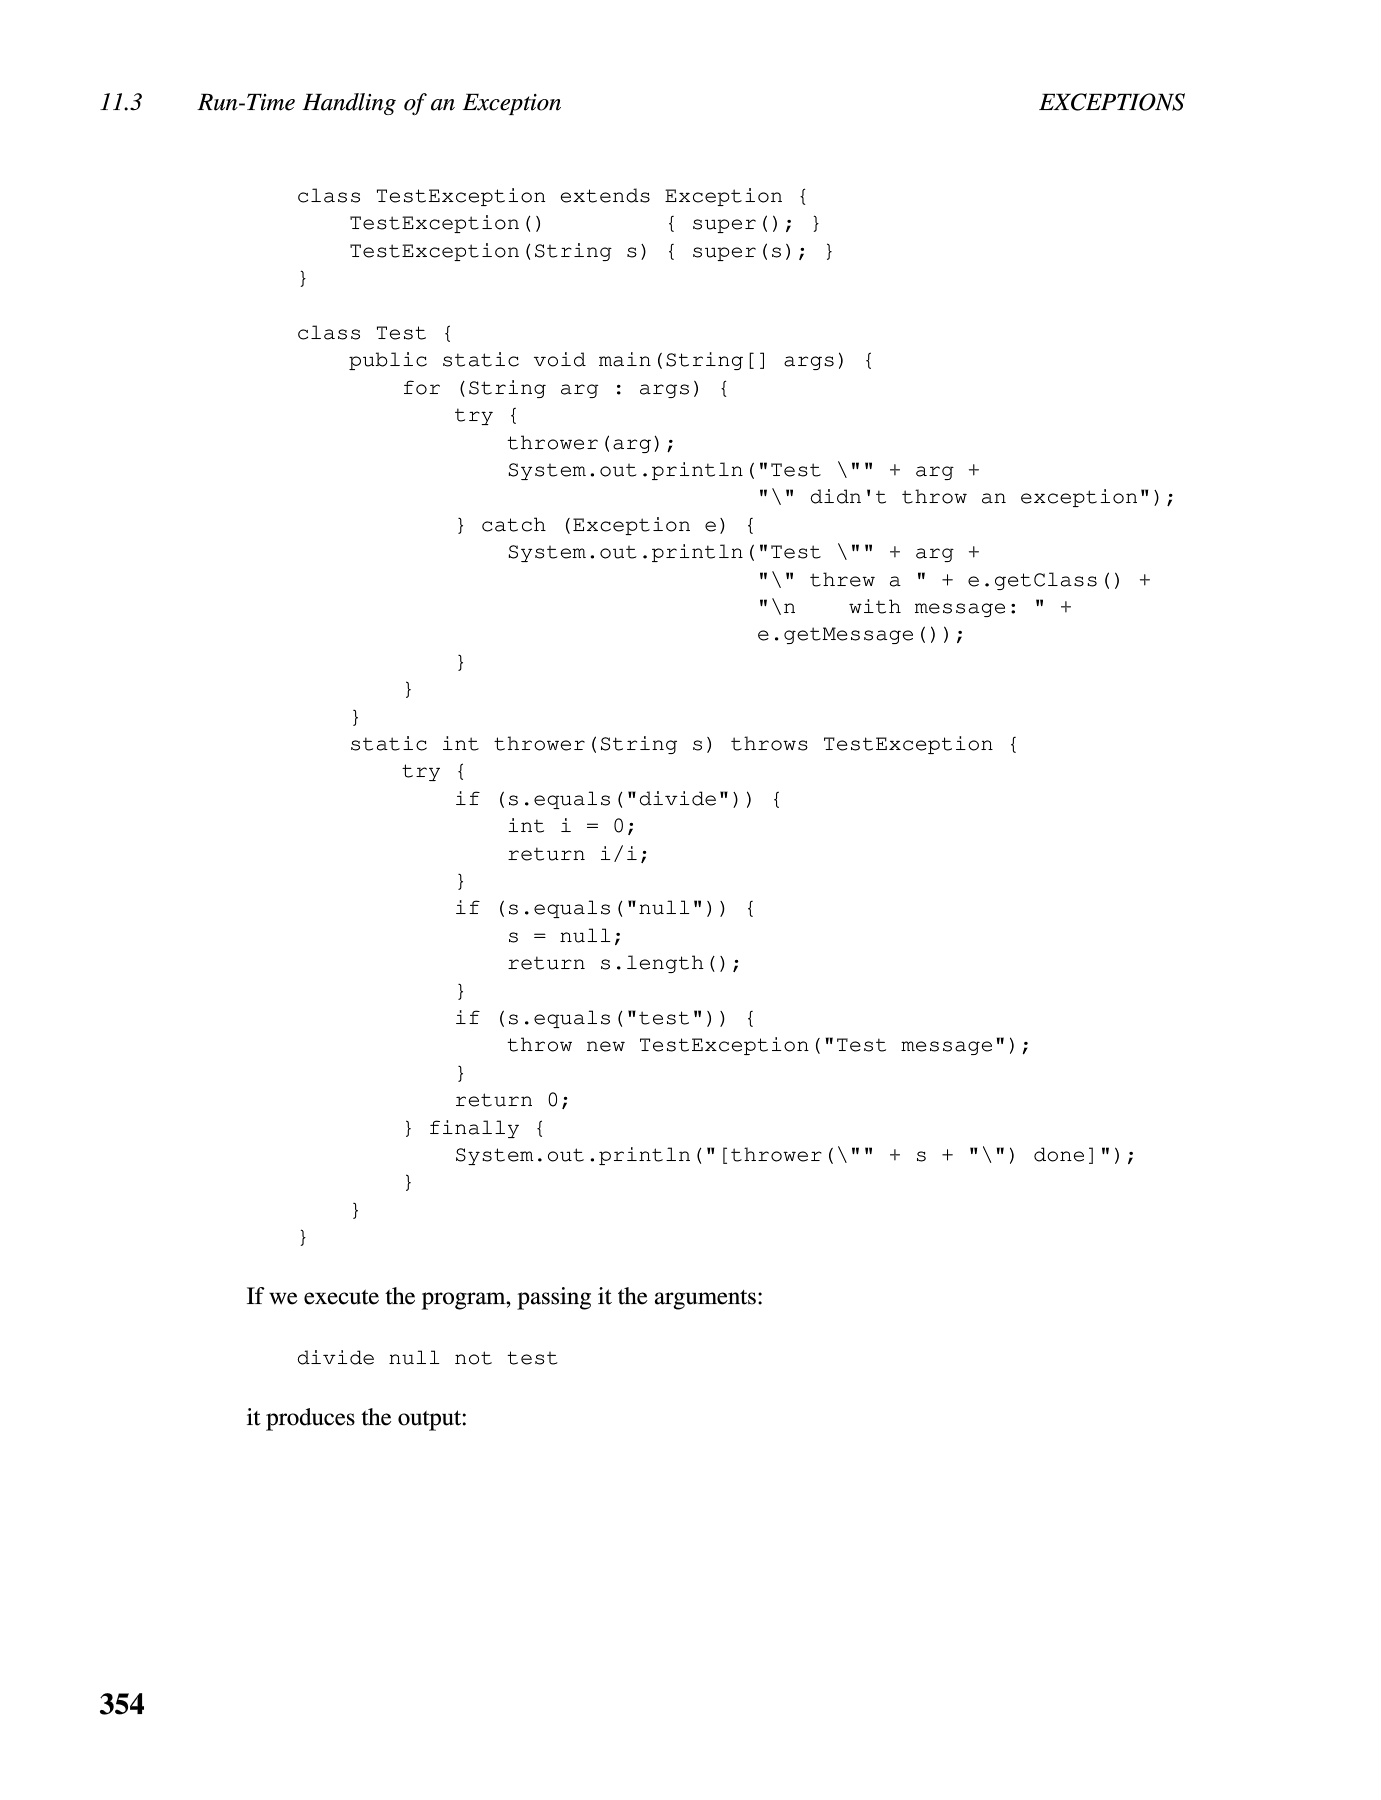 11.3 Run-Time Handling of an Exception EXCEPTIONS
class TestException extends Exception {
    TestException()         { super(); }
    TestException(String s) { super(s); }
}
class Test {
    public static void main(String[] args) {
        for (String arg : args) {
            try {
                thrower(arg);
                System.out.println("Test \"" + arg +
                                   "\" didn't throw an exception");
            } catch (Exception e) {
                System.out.println("Test \"" + arg +
                                   "\" threw a " + e.getClass() +
                                   "\n    with message: " +
                                   e.getMessage());
            }
        }
    }
    static int thrower(String s) throws TestException {
        try {
            if (s.equals("divide")) {
                int i = 0;
                return i/i;
            }
            if (s.equals("null")) {
                s = null;
                return s.length();
            }
            if (s.equals("test")) {
                throw new TestException("Test message");
            }
            return 0;
        } finally {
            System.out.println("[thrower(\"" + s + "\") done]");
        }
    }
}
If we execute the program, passing it the arguments:
divide null not test
it produces the output:
354